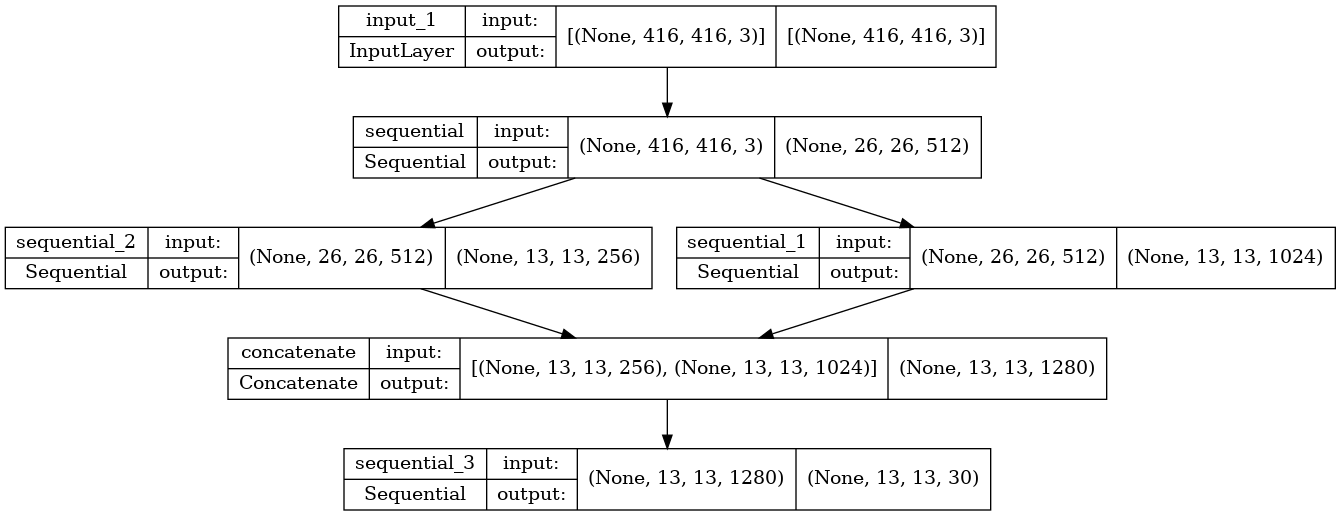 input_1 input: [(None, 416, 416, 3)] [(None, 416, 416, 3)]
InputLayer output:
sequential input: (None, 416, 416, 3) (None, 26, 26, 512)
Sequential output:
sequential_2 input: (None, 26, 26, 512) (None, 13, 13, 256)
Sequential output:
sequential_1 input: (None, 26, 26, 512) (None, 13, 13, 1024)
Sequential output:
concatenate input: [(None, 13, 13, 256), (None, 13, 13, 1024)] (None, 13, 13, 1280)
Concatenate output:
sequential_3 input: (None, 13, 13, 1280) (None, 13, 13, 30)
Sequential output: